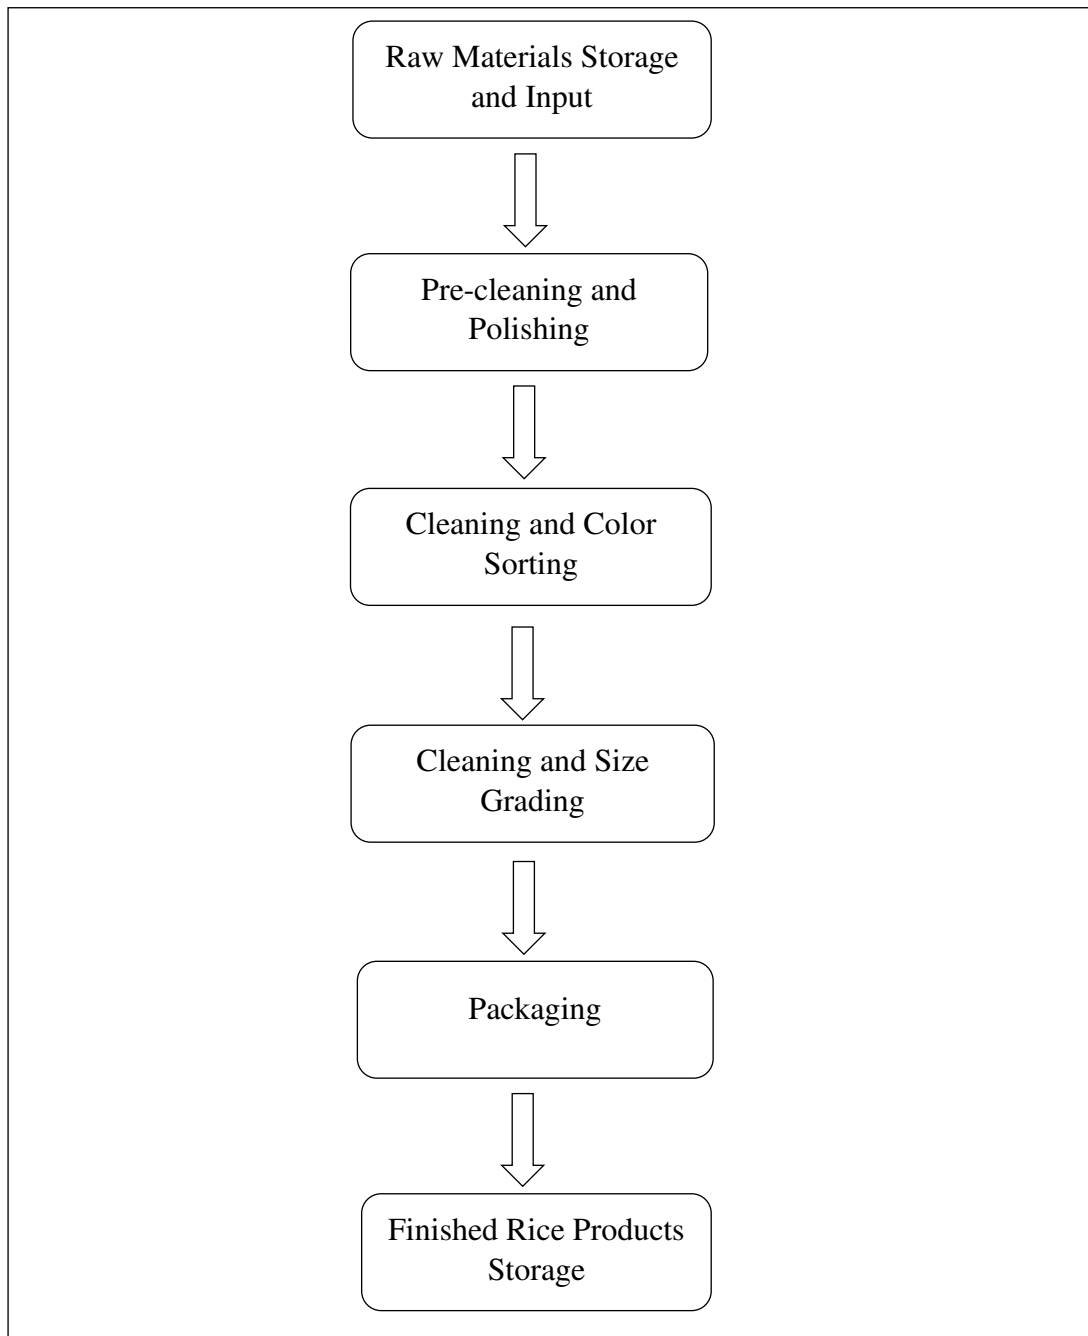 Raw Materials Storage
and Input
Pre-cleaning and
Polishing
Cleaning and Color
Sorting
Cleaning and Size
Grading
Packaging
Finished Rice Products
Storage